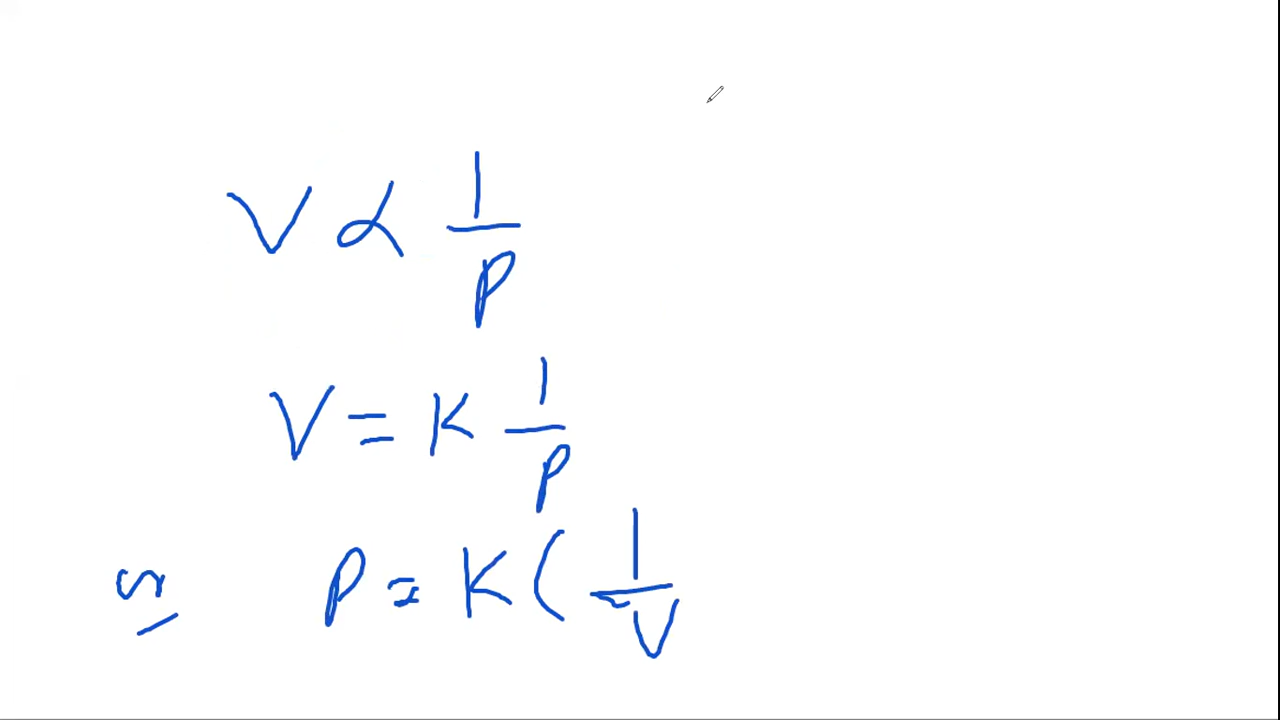 V ∝ 1/P
V = K 1/P
or P = K ( 1/V